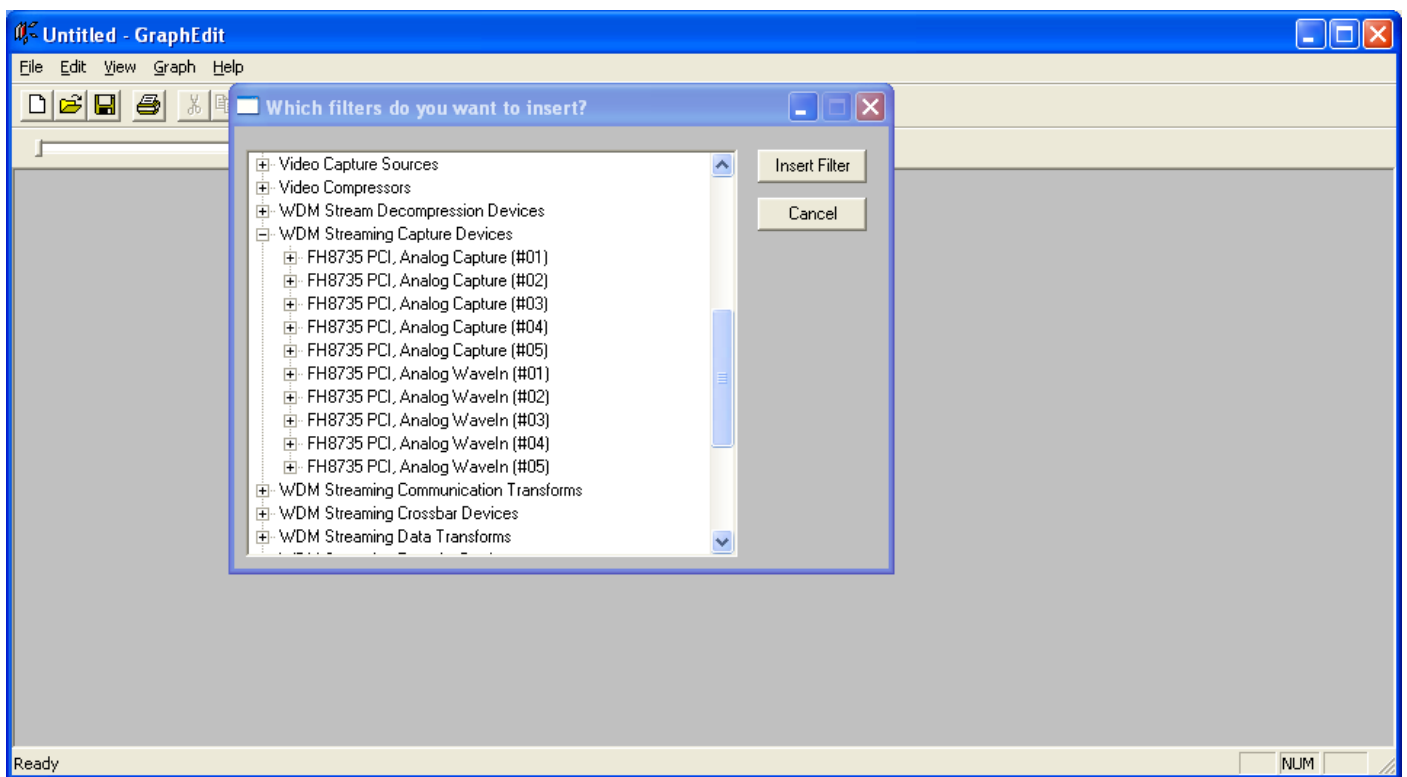 Untitled - GraphEdit
File Edit View Graph Help
Which filters do you want to insert?
Video Capture Sources
Video Compressors
WDM Stream Decompression Devices
WDM Streaming Capture Devices
FH8735 PCI, Analog Capture (#01)
FH8735 PCI, Analog Capture (#02)
FH8735 PCI, Analog Capture (#03)
FH8735 PCI, Analog Capture (#04)
FH8735 PCI, Analog Capture (#05)
FH8735 PCI, Analog WaveIn (#01)
FH8735 PCI, Analog WaveIn (#02)
FH8735 PCI, Analog WaveIn (#03)
FH8735 PCI, Analog WaveIn (#04)
FH8735 PCI, Analog WaveIn (#05)
WDM Streaming Communication Transforms
WDM Streaming Crossbar Devices
WDM Streaming Data Transforms
Insert Filter
Cancel
Ready
NUM